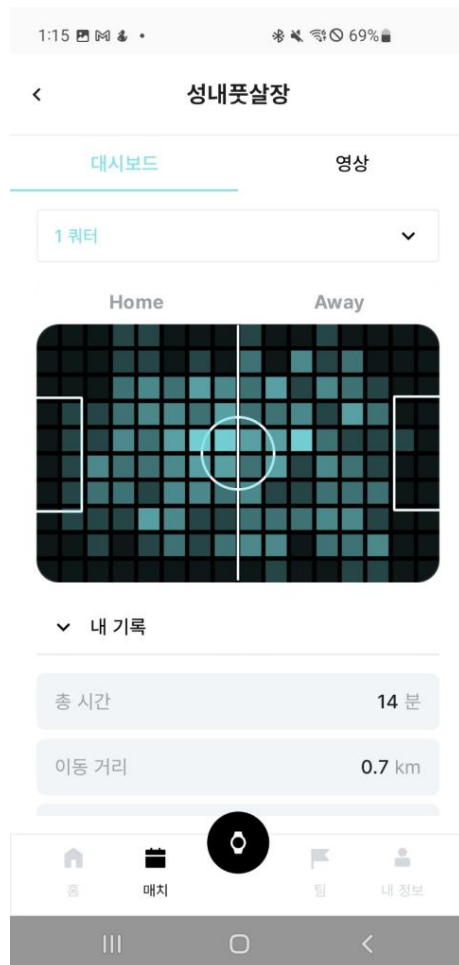 1:15
69%
성내풋살장
대시보드
영상
1 쿼터
Home
Away
내 기록
총 시간
14 분
이동 거리
0.7 km
홈
매치
팀
내 정보